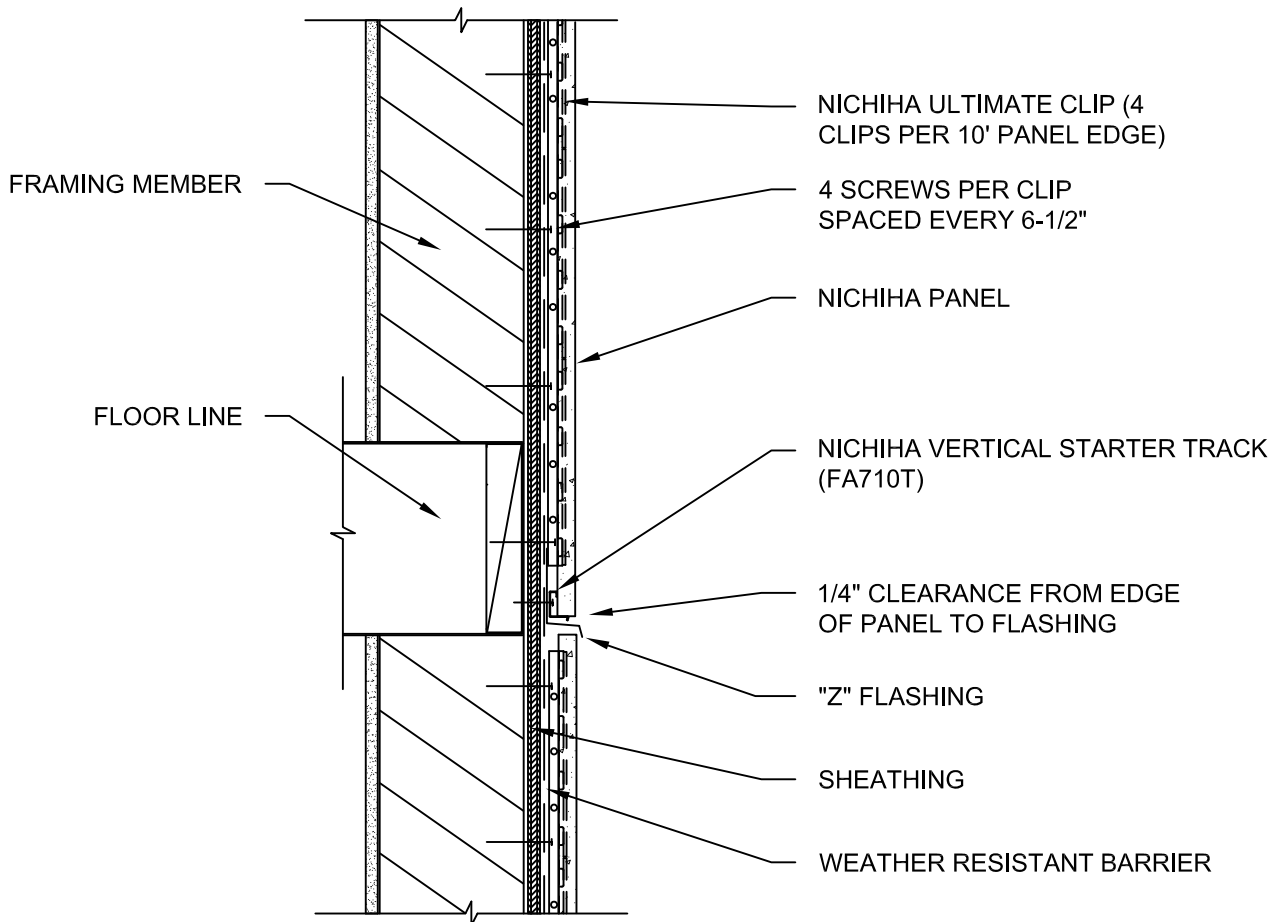 FRAMING MEMBER
FLOOR LINE
NICHIHA ULTIMATE CLIP (4
CLIPS PER 10' PANEL EDGE)
4 SCREWS PER CLIP
SPACED EVERY 6-1/2"
NICHIHA PANEL
NICHIHA VERTICAL STARTER TRACK
(FA710T)
1/4" CLEARANCE FROM EDGE
OF PANEL TO FLASHING
"Z" FLASHING
SHEATHING
WEATHER RESISTANT BARRIER